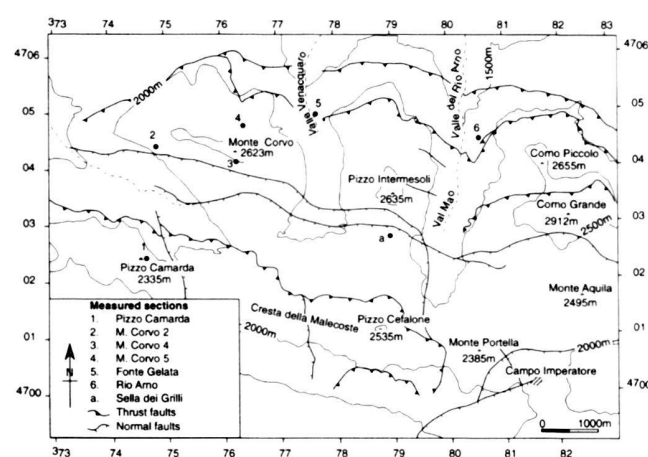 373 74 75 76 77 78 79 80 81 82 83
4706
05
04
03
02
01
4700
4706
05
04
03
02
01
4700
2000m
Valle Venacquaro
Valle del Rio Arno
1500m
4
5
6
2
Monte Corvo
2623m
3
Corno Piccolo
2655m
Pizzo Intermesoli
2635m
Val Mao
Corno Grande
2912m
2500m
a
1
Pizzo Camarda
2335m
Monte Aquila
2495m
Cresta della Malecoste
2000m
Pizzo Cefalone
2535m
Monte Portella
2385m
2000m
Campo Imperatore
Measured sections
1. Pizzo Camarda
2. M. Corvo 2
3. M. Corvo 4
4. M. Corvo 5
5. Fonte Gelata
6. Rio Arno
a. Sella dei Grilli
Thrust faults
Normal faults
N
0 1000m
373 74 75 76 77 78 79 80 81 82